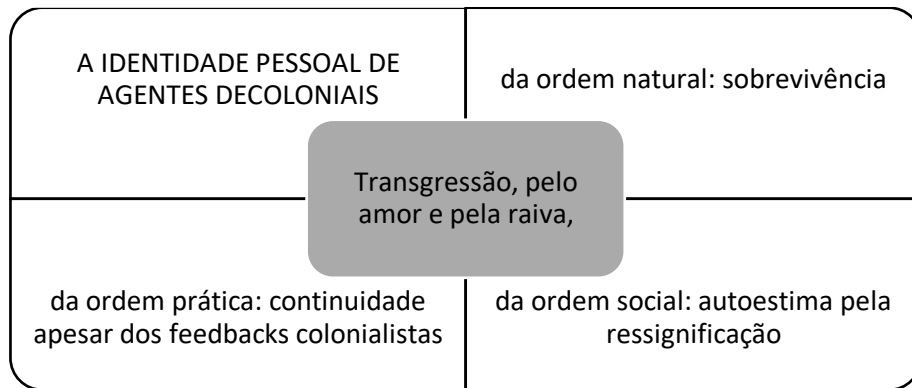 A IDENTIDADE PESSOAL DE
AGENTES DECOLONIAIS
da ordem natural: sobrevivência
Transgressão, pelo
amor e pela raiva,
da ordem prática: continuidade
apesar dos feedbacks colonialistas
da ordem social: autoestima pela
ressignificação